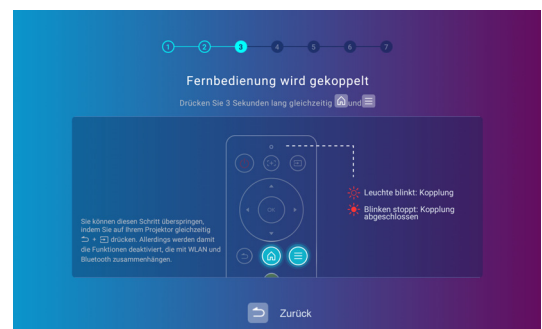 1 2 3 4 5 6 7
Fernbedienung wird gekoppelt
Drücken Sie 3 Sekunden lang gleichzeitig und
OK
Leuchte blinkt: Kopplung
Blinken stoppt: Kopplung
abgeschlossen
Sie können diesen Schritt überspringen,
indem Sie auf Ihrem Projektor gleichzeitig
+ drücken. Allerdings werden damit
die Funktionen deaktiviert, die mit WLAN und
Bluetooth zusammenhängen.
Zurück